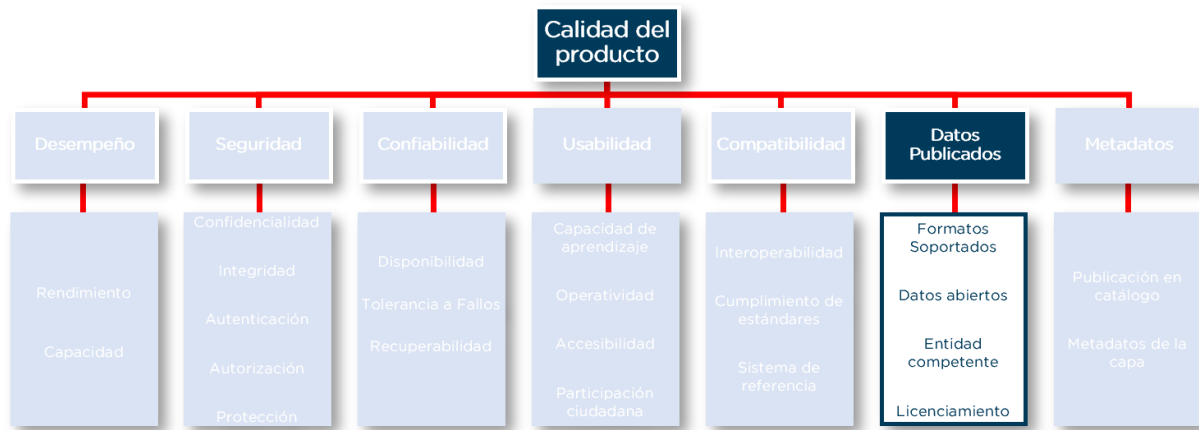 Calidad del
producto
Desempeño
Seguridad
Confiabilidad
Usabilidad
Compatibilidad
Datos
Publicados
Metadatos
Rendimiento
Capacidad
Confidencialidad
Integridad
Autenticación
Autorización
Protección
Disponibilidad
Tolerancia a Fallos
Recuperabilidad
Capacidad de
aprendizaje
Operatividad
Accesibilidad
Participación
ciudadana
Interoperabilidad
Cumplimiento de
estándares
Sistema de
referencia
Formatos
Soportados
Datos abiertos
Entidad
competente
Licenciamiento
Publicación en
catálogo
Metadatos de la
capa